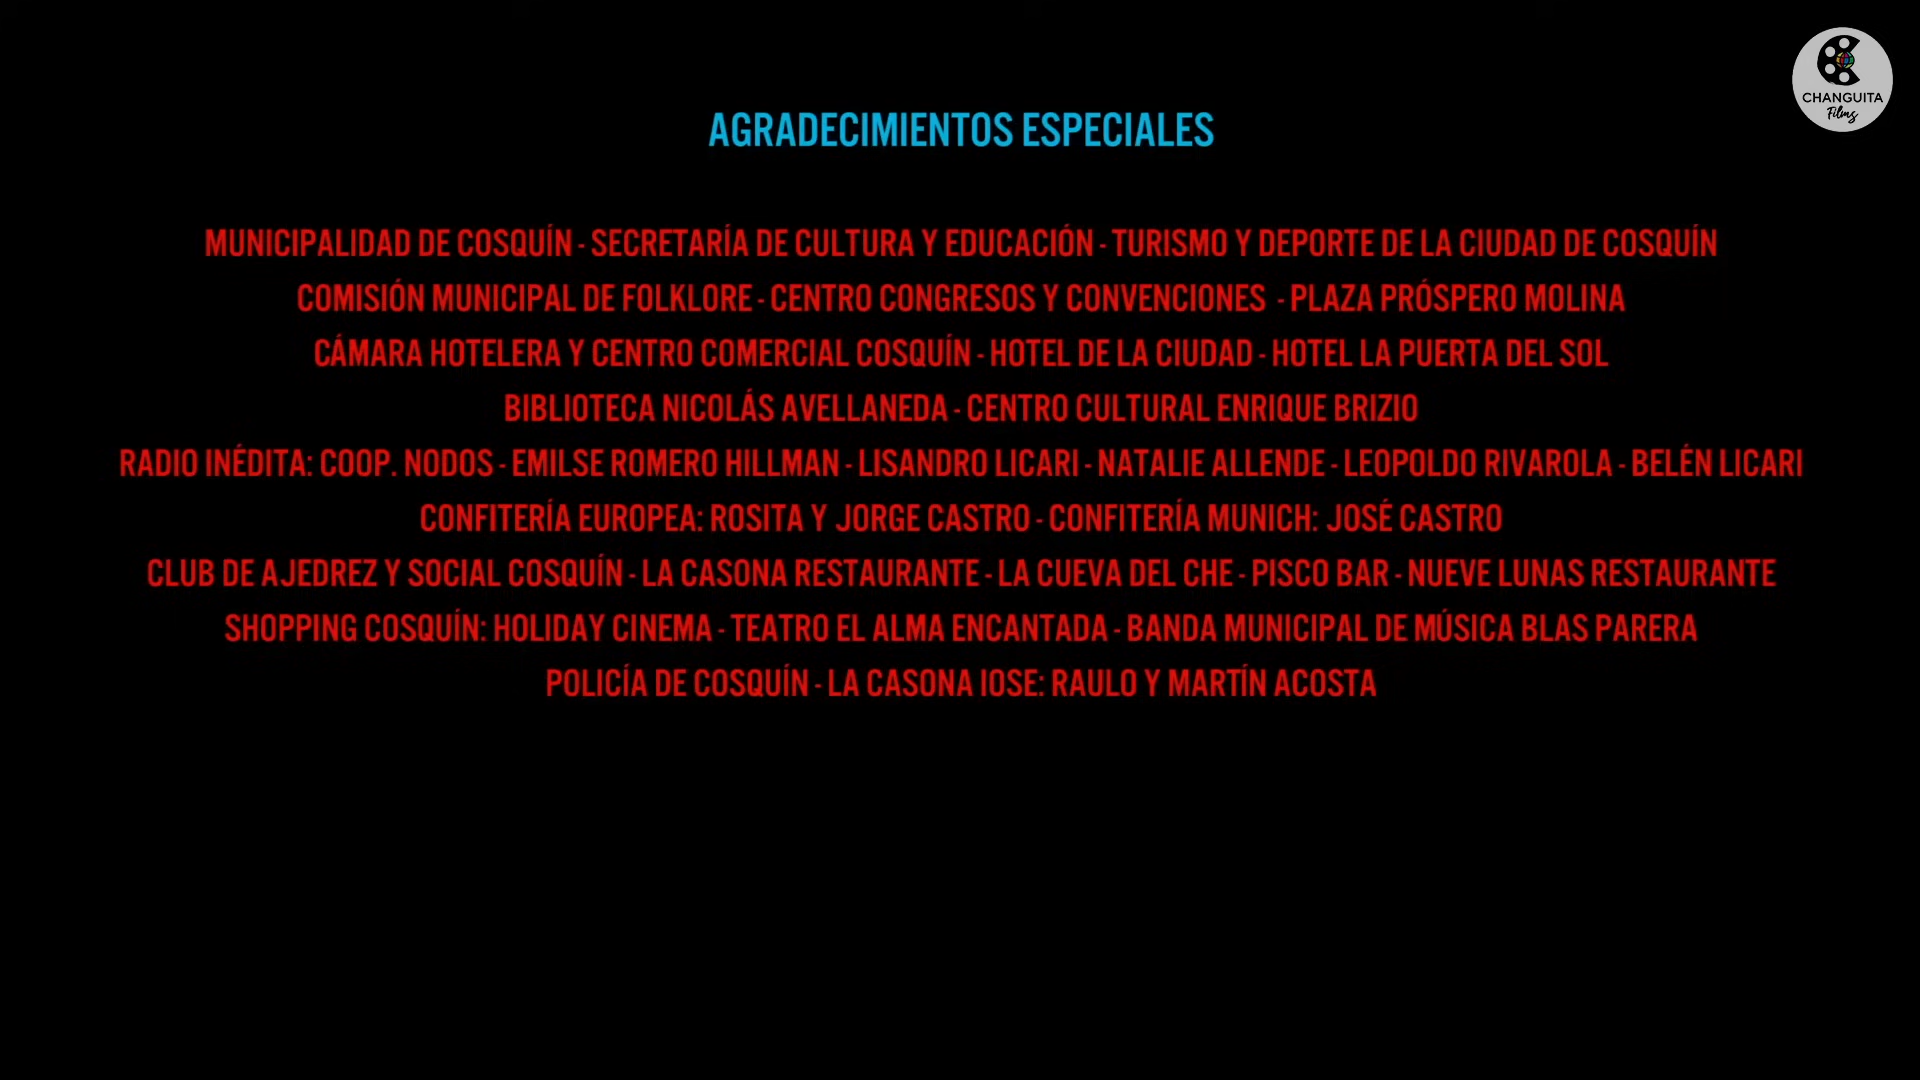 CHANGUITA
Films
AGRADECIMIENTOS ESPECIALES
MUNICIPALIDAD DE COSQUÍN - SECRETARÍA DE CULTURA Y EDUCACIÓN - TURISMO Y DEPORTE DE LA CIUDAD DE COSQUÍN
COMISIÓN MUNICIPAL DE FOLKLORE - CENTRO CONGRESOS Y CONVENCIONES - PLAZA PRÓSPERO MOLINA
CÁMARA HOTELERA Y CENTRO COMERCIAL COSQUÍN - HOTEL DE LA CIUDAD - HOTEL LA PUERTA DEL SOL
BIBLIOTECA NICOLÁS AVELLANEDA - CENTRO CULTURAL ENRIQUE BRIZIO
RADIO INÉDITA: COOP. NODOS - EMILSE ROMERO HILLMAN - LISANDRO LICARI - NATALIE ALLENDE - LEOPOLDO RIVAROLA - BELÉN LICARI
CONFITERÍA EUROPEA: ROSITA Y JORGE CASTRO - CONFITERÍA MUNICH: JOSÉ CASTRO
CLUB DE AJEDREZ Y SOCIAL COSQUÍN - LA CASONA RESTAURANTE - LA CUEVA DEL CHE - PISCO BAR - NUEVE LUNAS RESTAURANTE
SHOPPING COSQUÍN: HOLIDAY CINEMA - TEATRO EL ALMA ENCANTADA - BANDA MUNICIPAL DE MÚSICA BLAS PARERA
POLICÍA DE COSQUÍN - LA CASONA IOSE: RAULO Y MARTÍN ACOSTA